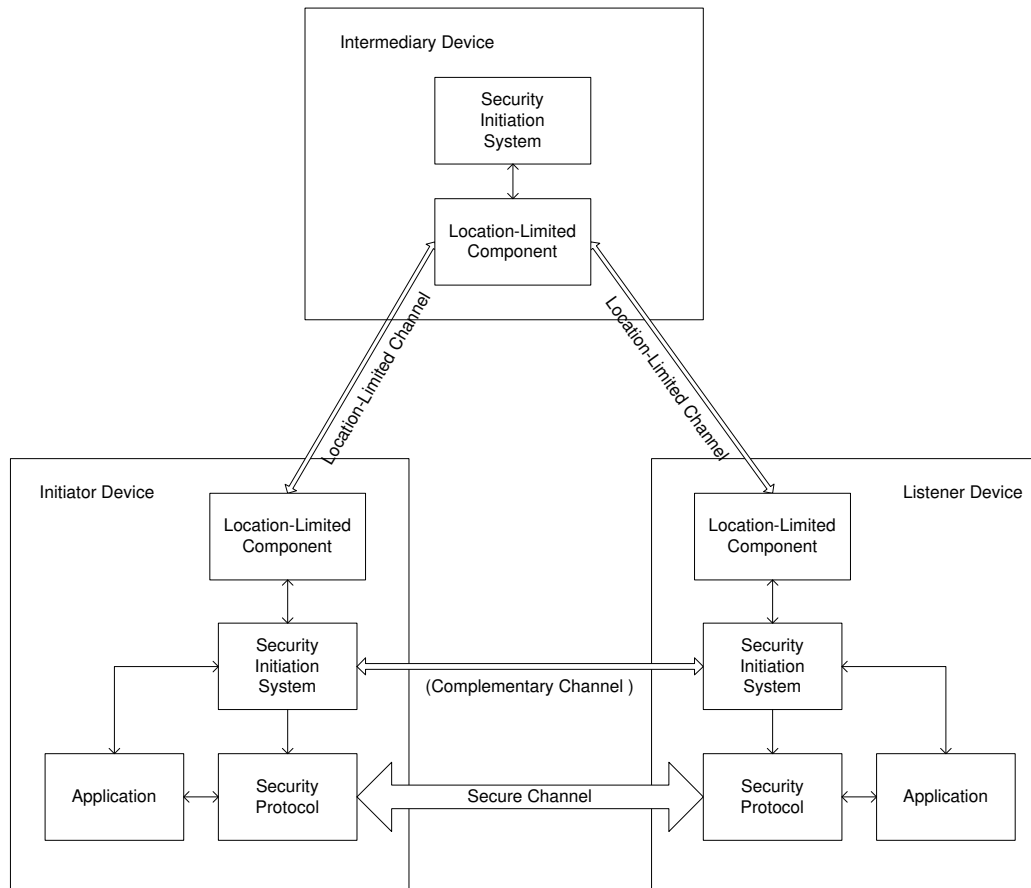 Intermediary Device
Security
Initiation
System
Location-Limited
Component
Location-Limited Channel
Location-Limited Channel
Initiator Device
Location-Limited
Component
Security
Initiation
System
Application
Security
Protocol
(Complementary Channel )
Secure Channel
Listener Device
Location-Limited
Component
Security
Initiation
System
Security
Protocol
Application